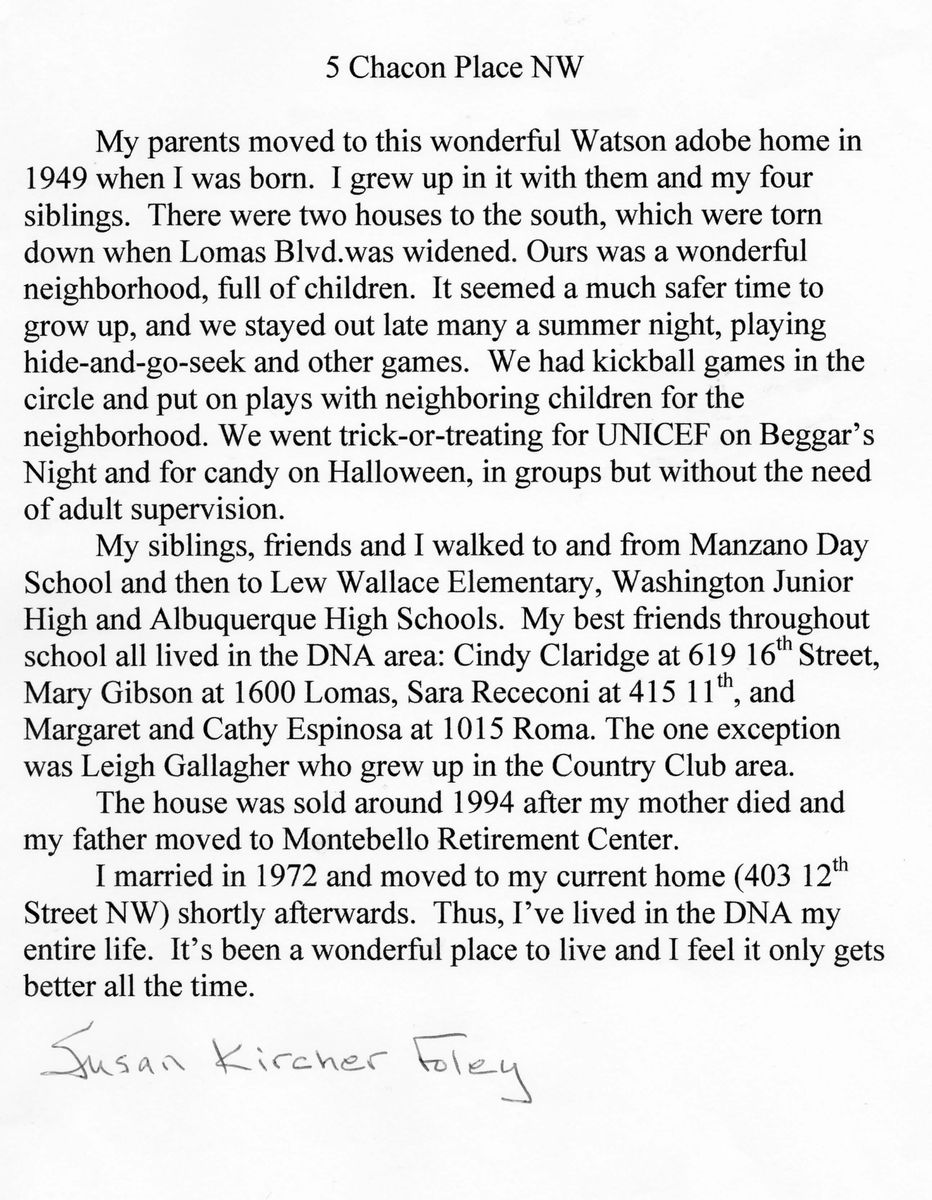 5 Chacon Place NW
My parents moved to this wonderful Watson adobe home in
1949 when I was born.  I grew up in it with them and my four
siblings.  There were two houses to the south, which were torn
down when Lomas Blvd.was widened. Ours was a wonderful
neighborhood, full of children.  It seemed a much safer time to
grow up, and we stayed out late many a summer night, playing
hide-and-go-seek and other games.  We had kickball games in the
circle and put on plays with neighboring children for the
neighborhood. We went trick-or-treating for UNICEF on Beggar's
Night and for candy on Halloween, in groups but without the need
of adult supervision.
My siblings, friends and I walked to and from Manzano Day
School and then to Lew Wallace Elementary, Washington Junior
High and Albuquerque High Schools.  My best friends throughout
school all lived in the DNA area: Cindy Claridge at 619 16th Street,
Mary Gibson at 1600 Lomas, Sara Receconi at 415 11th, and
Margaret and Cathy Espinosa at 1015 Roma. The one exception
was Leigh Gallagher who grew up in the Country Club area.
The house was sold around 1994 after my mother died and
my father moved to Montebello Retirement Center.
I married in 1972 and moved to my current home (403 12th
Street NW) shortly afterwards.  Thus, I've lived in the DNA my
entire life.  It's been a wonderful place to live and I feel it only gets
better all the time.
Susan Kircher Foley